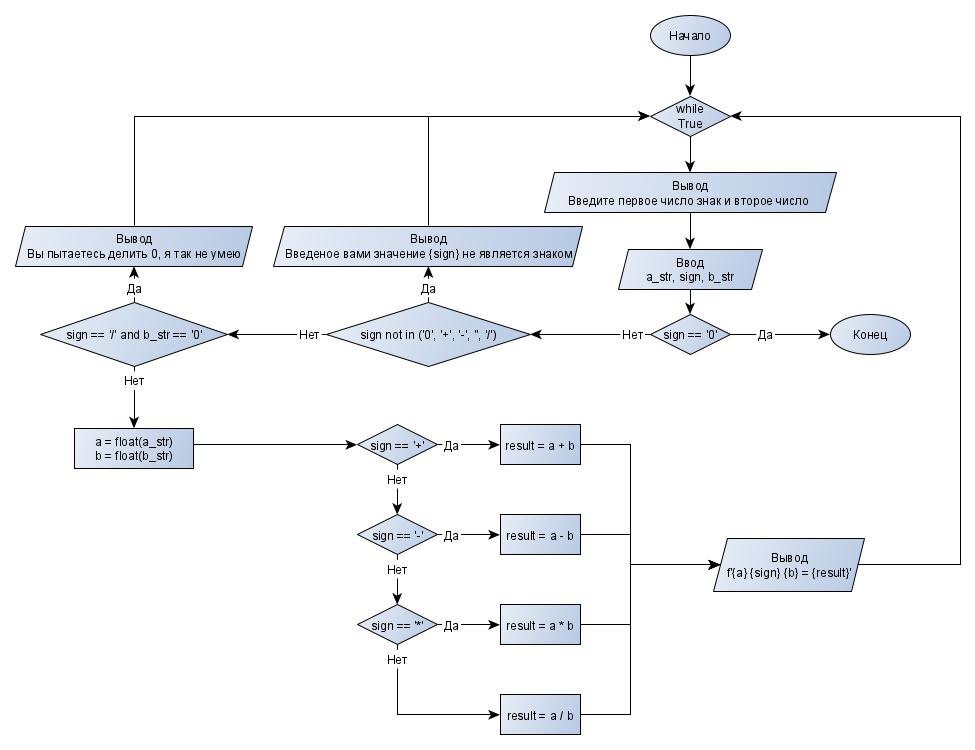 Начало
while
True
Вывод
Введите первое число знак и второе число
Ввод
a_str, sign, b_str
sign == '0'
Да
Конец
Нет
sign not in ('0', '+', '-', '', '/')
Да
Вывод
Введеное вами значение {sign} не является знаком
Нет
sign == '/' and b_str == '0'
Да
Вывод
Вы пытаетесь делить 0, я так не умею
Нет
a = float(a_str)
b = float(b_str)
sign == '+'
Да
result = a + b
Нет
sign == '-'
Да
result = a - b
Нет
sign == '*'
Да
result = a * b
Нет
result = a / b
Вывод
f'{a} {sign} {b} = {result}'